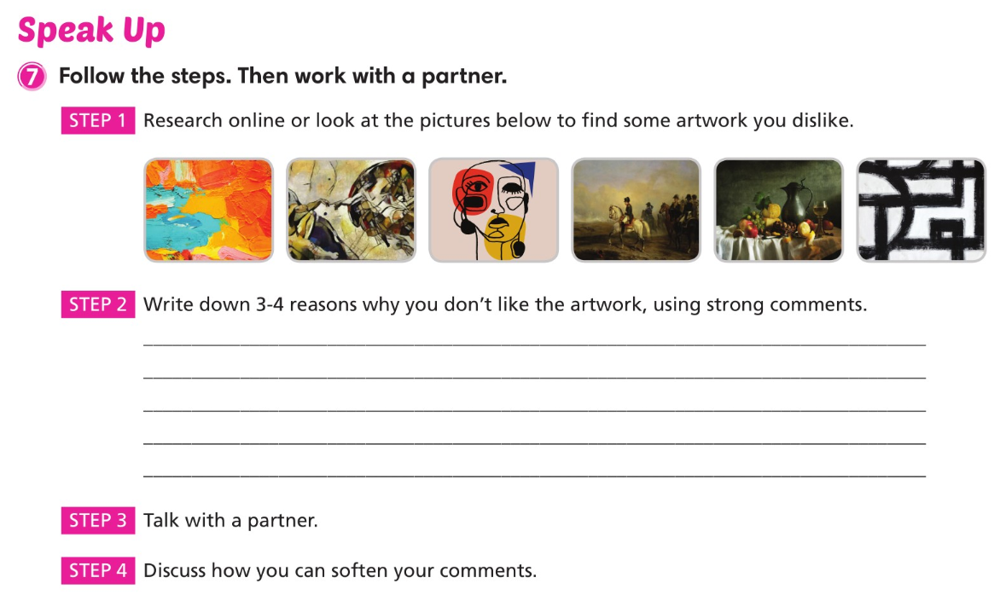 Speak Up
7 Follow the steps. Then work with a partner.
STEP 1 Research online or look at the pictures below to find some artwork you dislike.
STEP 2 Write down 3-4 reasons why you don’t like the artwork, using strong comments.
STEP 3 Talk with a partner.
STEP 4 Discuss how you can soften your comments.